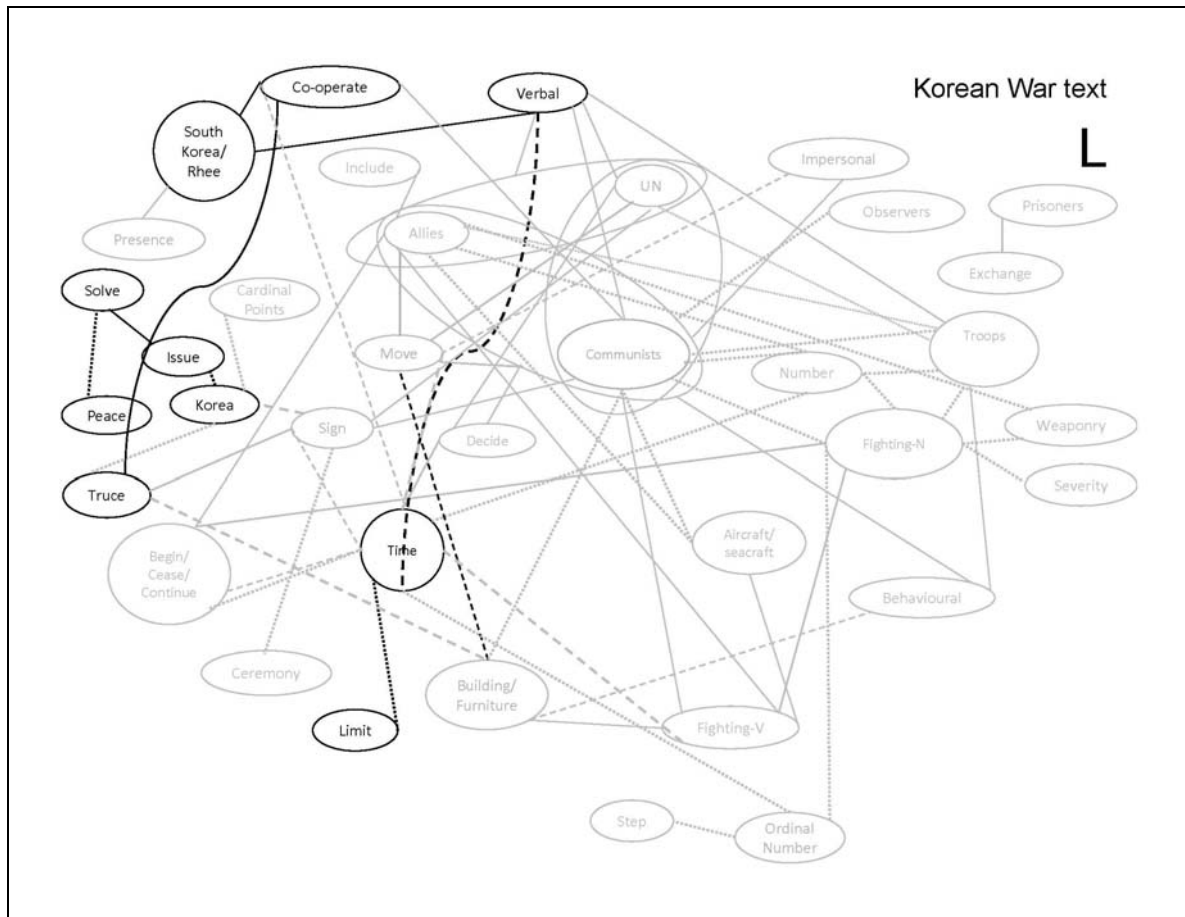 Co-operate
Verbal
Korean War text
L
South
Korea/
Rhee
Include
Impersonal
UN
Observers
Prisoners
Presence
Allies
Exchange
Solve
Cardinal
Points
Issue
Move
Communists
Troops
Number
Peace
Korea
Sign
Decide
Fighting-N
Weaponry
Truce
Severity
Time
Aircraft/
seacraft
Begin/
Cease/
Continue
Behavioural
Ceremony
Building/
Furniture
Limit
Fighting-V
Step
Ordinal
Number